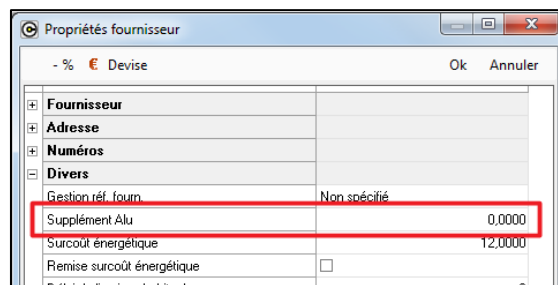 Propriétés fournisseur
- % € Devise Ok Annuler
Fournisseur
Adresse
Numéros
Divers
Gestion réf. fourn. Non spécifié
Supplément Alu 0,0000
Surcoût énergétique 12,0000
Remise surcoût énergétique